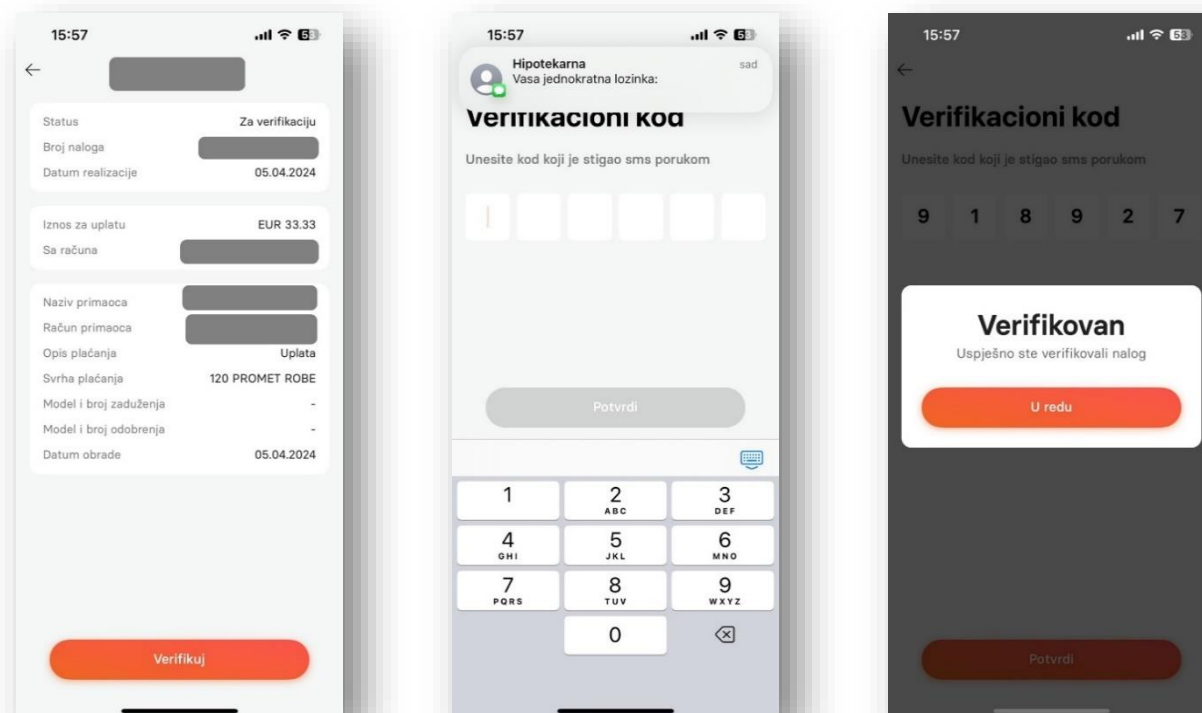 15:57
Status Za verifikaciju
Broj naloga
Datum realizacije 05.04.2024
Iznos za uplatu EUR 33.33
Sa računa
Naziv primaoca
Račun primaoca
Opis plaćanja Uplata
Svrha plaćanja 120 PROMET ROBE
Model i broj zaduženja -
Model i broj odobrenja -
Datum obrade 05.04.2024
Verifikuj
15:57
53
Hipotekarna sad
Vasa jednokratna lozinka:
Verifikacioni kod
Unesite kod koji je stigao sms porukom
Potvrdi
1 2 3
ABC DEF
4 5 6
GHI JKL MNO
7 8 9
PQRS TUV WXYZ
0
15:57
53
Verifikacioni kod
Unesite kod koji je stigao sms porukom
9 1 8 9 2 7
Verifikovan
Uspješno ste verifikovali nalog
U redu
Potvrdi